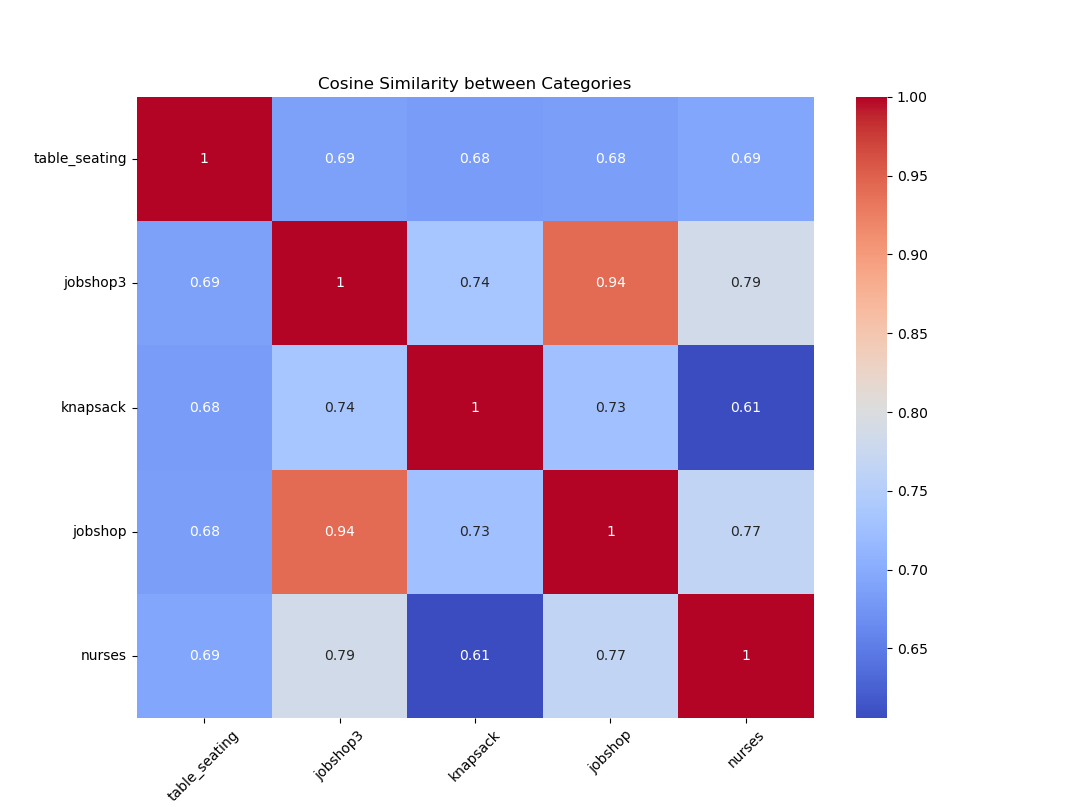 Cosine Similarity between Categories
table_seating 1 0.69 0.68 0.68 0.69
jobshop3 0.69 1 0.74 0.94 0.79
knapsack 0.68 0.74 1 0.73 0.61
jobshop 0.68 0.94 0.73 1 0.77
nurses 0.69 0.79 0.61 0.77 1
table_seating jobshop3 knapsack jobshop nurses
1.00
0.95
0.90
0.85
0.80
0.75
0.70
0.65